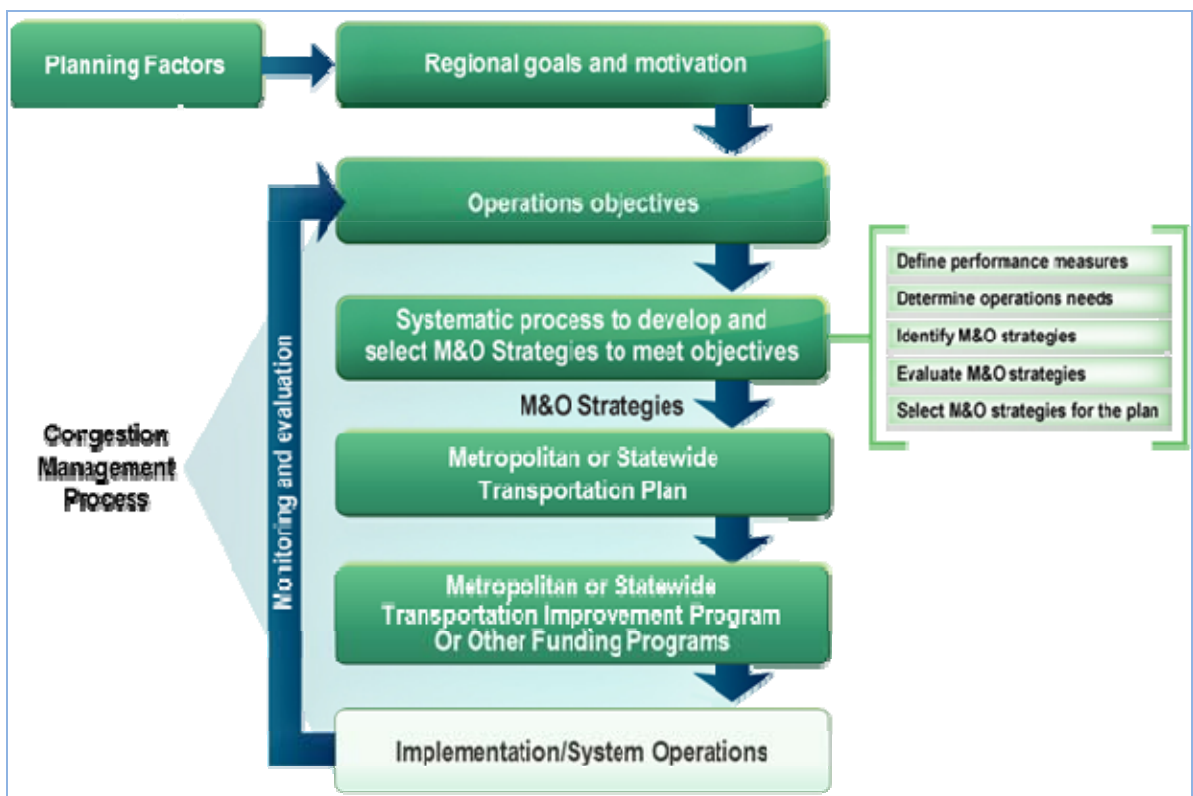 Planning Factors
Regional goals and motivation
Operations objectives
Systematic process to develop and
select M&O Strategies to meet objectives
Define performance measures
Determine operations needs
Identify M&O strategies
Evaluate M&O strategies
Select M&O strategies for the plan
M&O Strategies
Metropolitan or Statewide
Transportation Plan
Metropolitan or Statewide
Transportation Improvement Program
Or Other Funding Programs
Implementation/System Operations
Monitoring and evaluation
Congestion
Management
Process